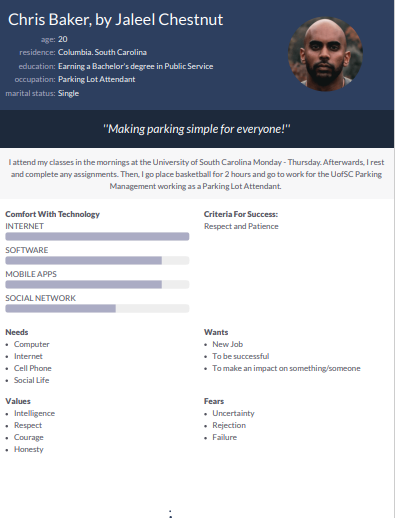 Chris Baker, by Jaleel Chestnut
age: 20
residence: Columbia, South Carolina
education: Earning a Bachelor's degree in Public Service
occupation: Parking Lot Attendant
marital status: Single
"Making parking simple for everyone!"
I attend my classes in the mornings at the University of South Carolina Monday - Thursday. Afterwards, I rest
and complete any assignments. Then, I go place basketball for 2 hours and go to work for the UofSC Parking
Management working as a Parking Lot Attendant.
Comfort With Technology
INTERNET
SOFTWARE
MOBILE APPS
SOCIAL NETWORK
Criteria For Success:
Respect and Patience
Needs
• Computer
• Internet
• Cell Phone
• Social Life
Wants
• New Job
• To be successful
• To make an impact on something/someone
Values
• Intelligence
• Respect
• Courage
• Honesty
Fears
• Uncertainty
• Rejection
• Failure
: